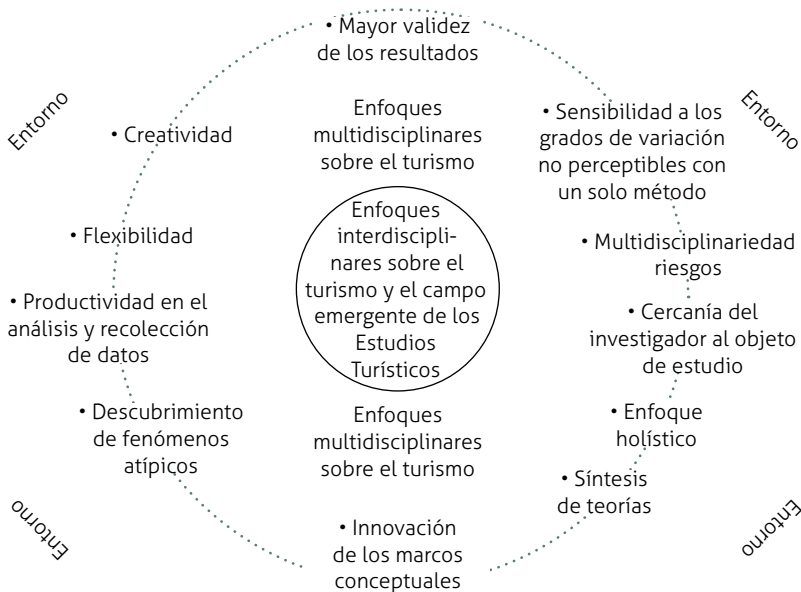 • Mayor validez
de los resultados
Entorno
Entorno
Enfoques
multidisciplinares
sobre el turismo
• Creatividad
• Sensibilidad a los
grados de variación
no perceptibles con
un solo método
Enfoques
interdiscipli-
nares sobre el
turismo y el campo
emergente de los
Estudios
Turísticos
• Flexibilidad
• Multidisciplinariedad
riesgos
• Productividad en el
análisis y recolección
de datos
• Cercanía del
investigador al objeto
de estudio
• Descubrimiento
de fenómenos
atípicos
Enfoques
multidisciplinares
sobre el turismo
• Enfoque
holístico
• Síntesis
de teorías
Entorno
Entorno
• Innovación
de los marcos
conceptuales